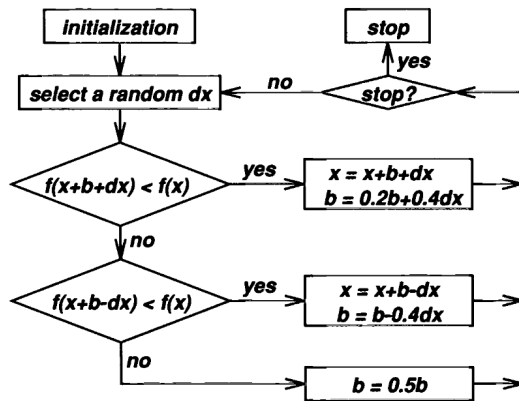 initialization
stop
yes
no
select a random dx
stop?
f(x+b+dx) < f(x)
yes
x = x+b+dx
b = 0.2b+0.4dx
no
f(x+b-dx) < f(x)
yes
x = x+b-dx
b = b-0.4dx
no
b = 0.5b